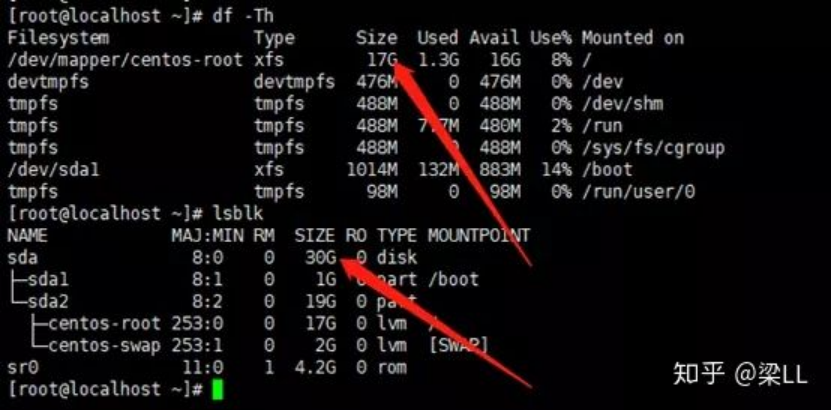 [root@localhost ~]# df -Th
Filesystem Type Size Used Avail Use% Mounted on
/dev/mapper/centos-root xfs 17G 1.3G 16G 8% /
devtmpfs devtmpfs 476M 0 476M 0% /dev
tmpfs tmpfs 488M 0 488M 0% /dev/shm
tmpfs tmpfs 488M 7.7M 480M 2% /run
tmpfs tmpfs 488M 0 488M 0% /sys/fs/cgroup
/dev/sda1 xfs 1014M 132M 883M 14% /boot
tmpfs tmpfs 98M 0 98M 0% /run/user/0
[root@localhost ~]# lsblk
NAME MAJ:MIN RM SIZE RO TYPE MOUNTPOINT
sda 8:0 0 30G 0 disk
├─sda1 8:1 0 1G 0 part /boot
└─sda2 8:2 0 19G 0 part
├─centos-root 253:0 0 17G 0 lvm /
└─centos-swap 253:1 0 2G 0 lvm [SWAP]
sr0 11:0 1 4.2G 0 rom
[root@localhost ~]#
知乎 @梁LL